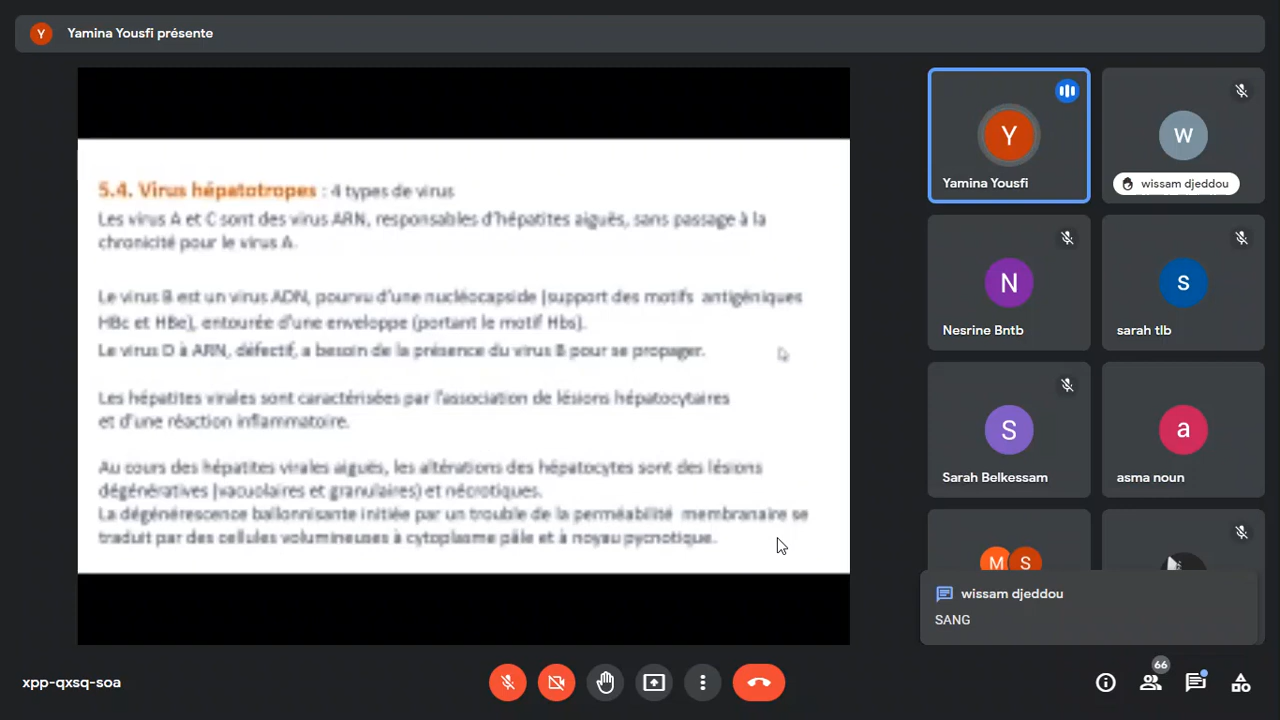 Y Yamina Yousfi présente
5.4. Virus hépatotropes : 4 types de virus
Les virus A et C sont des virus ARN, responsables d'hépatites aiguës, sans passage à la
chronicité pour le virus A.
Le virus B est un virus ADN, pourvu d'une nucléocapside (support des motifs antigéniques
HBc et HBe), entourée d'une enveloppe (portant le motif Hbs).
Le virus D à ARN, défectif, a besoin de la présence du virus B pour se propager.
Les hépatites virales sont caractérisées par l'association de lésions hépatocytaires
et d'une réaction inflammatoire.
Au cours des hépatites virales aiguës, les altérations des hépatocytes sont des lésions
dégénératives (vacuolaires et granulaires) et nécrotiques.
La dégénérescence ballonnisante initiée par un trouble de la perméabilité membranaire se
traduit par des cellules volumineuses à cytoplasme pâle et à noyau pycnotique.
Y
Yamina Yousfi
w
wissam djeddou
N
Nesrine Bntb
s
sarah tlb
S
Sarah Belkessam
a
asma noun
M S
wissam djeddou
SANG
xpp-qxsq-soa
66